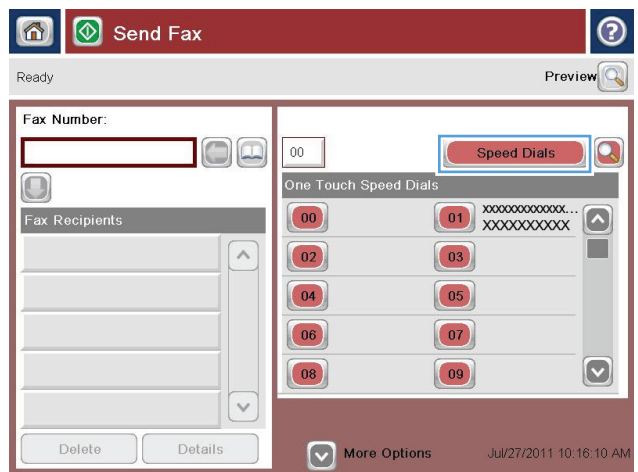 Send Fax
?
Ready
Preview
Fax Number:
00
Speed Dials
One Touch Speed Dials
Fax Recipients
00
01 XXXXXXXXXXXX...
XXXXXXXXXX
02
03
04
05
06
07
08
09
Delete
Details
More Options
Jul/27/2011 10:16:10 AM